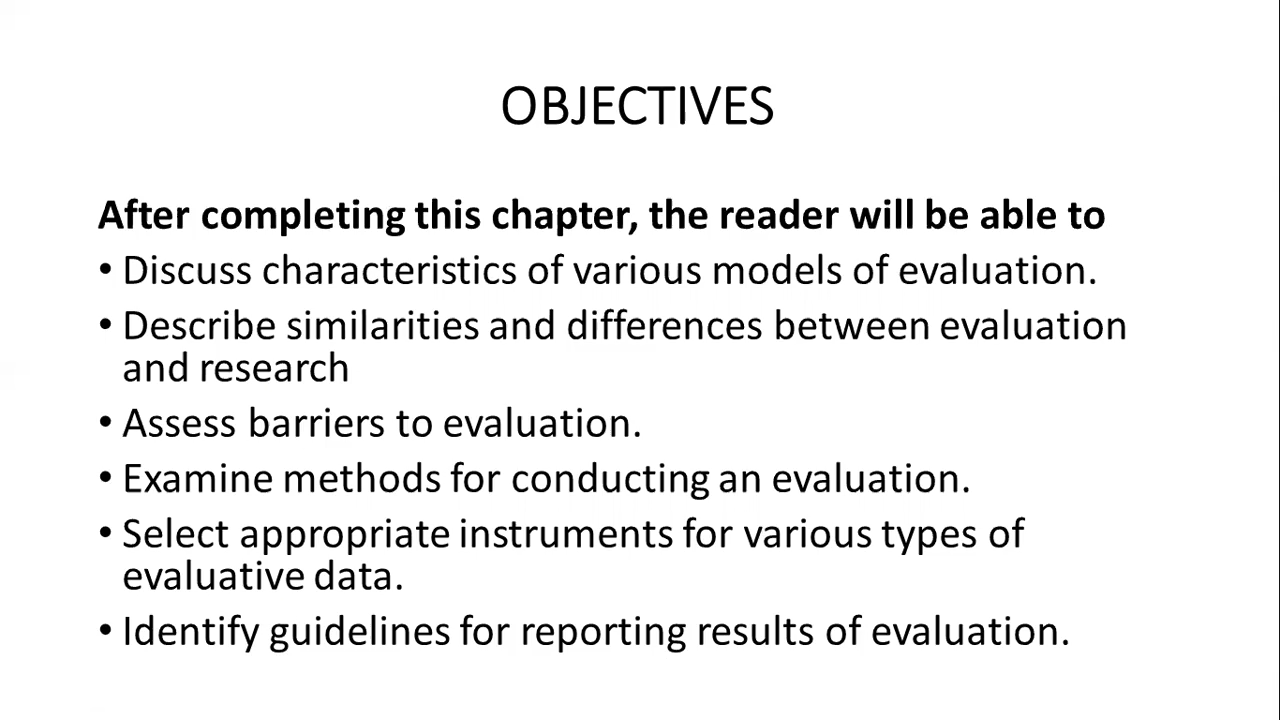 OBJECTIVES
After completing this chapter, the reader will be able to
• Discuss characteristics of various models of evaluation.
• Describe similarities and differences between evaluation
and research
• Assess barriers to evaluation.
• Examine methods for conducting an evaluation.
• Select appropriate instruments for various types of
evaluative data.
• Identify guidelines for reporting results of evaluation.